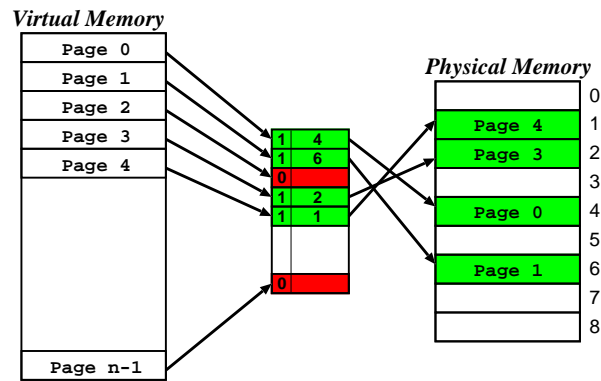 Virtual Memory
Page 0
Page 1
Page 2
Page 3
Page 4
Page n-1
1 4
1 6
0
1 2
1 1
0
Physical Memory
0
Page 4 1
Page 3 2
3
Page 0 4
5
Page 1 6
7
8